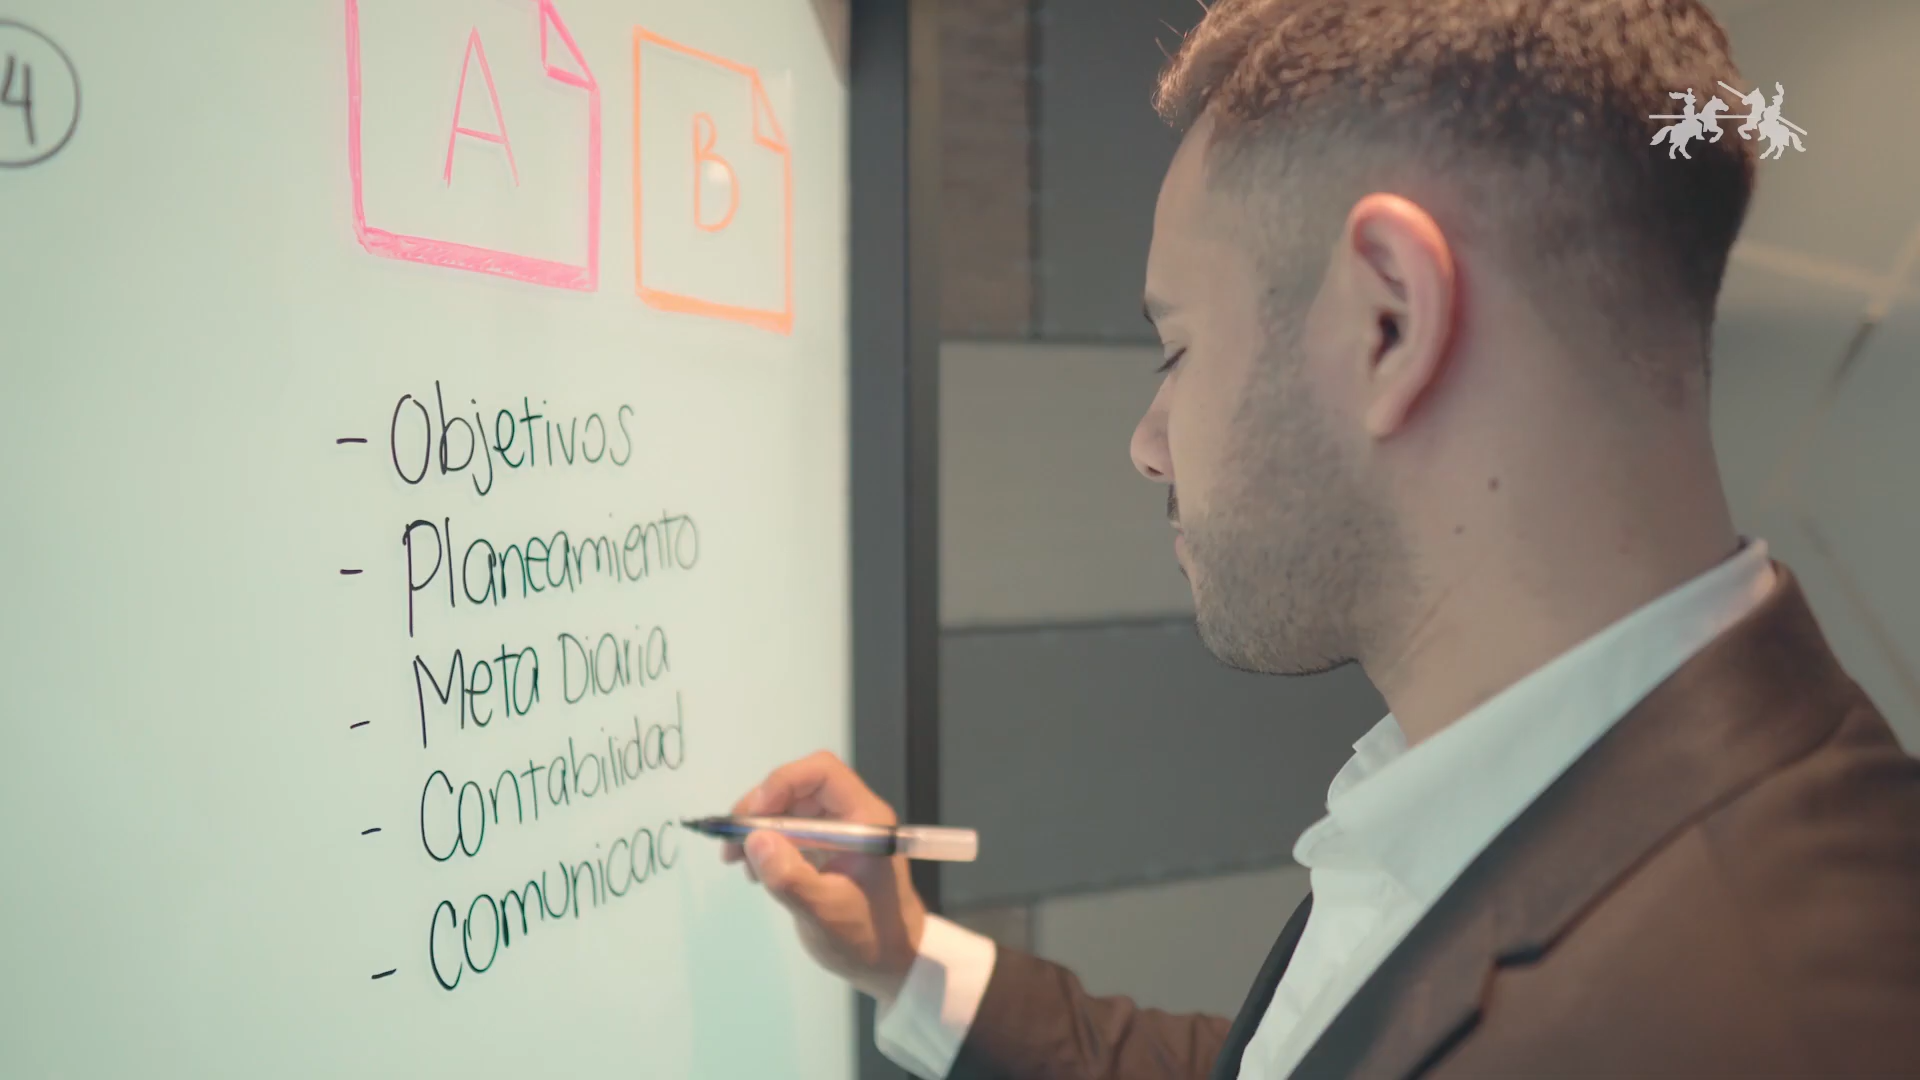 4
A
B
- Objetivos
- Planeamiento
- Meta Diaria
- Contabilidad
- Comunicac